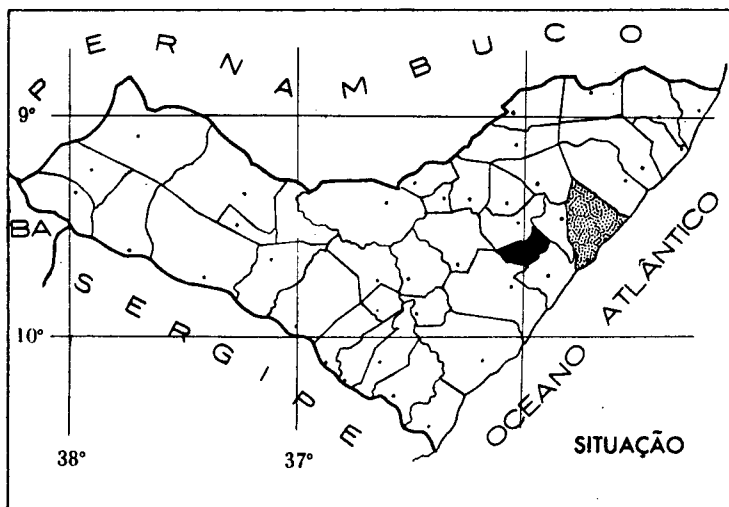 PERNAMBUCO
9°
BA
SERGIPE
OCEANO ATLÂNTICO
10°
38°
37°
SITUAÇÃO